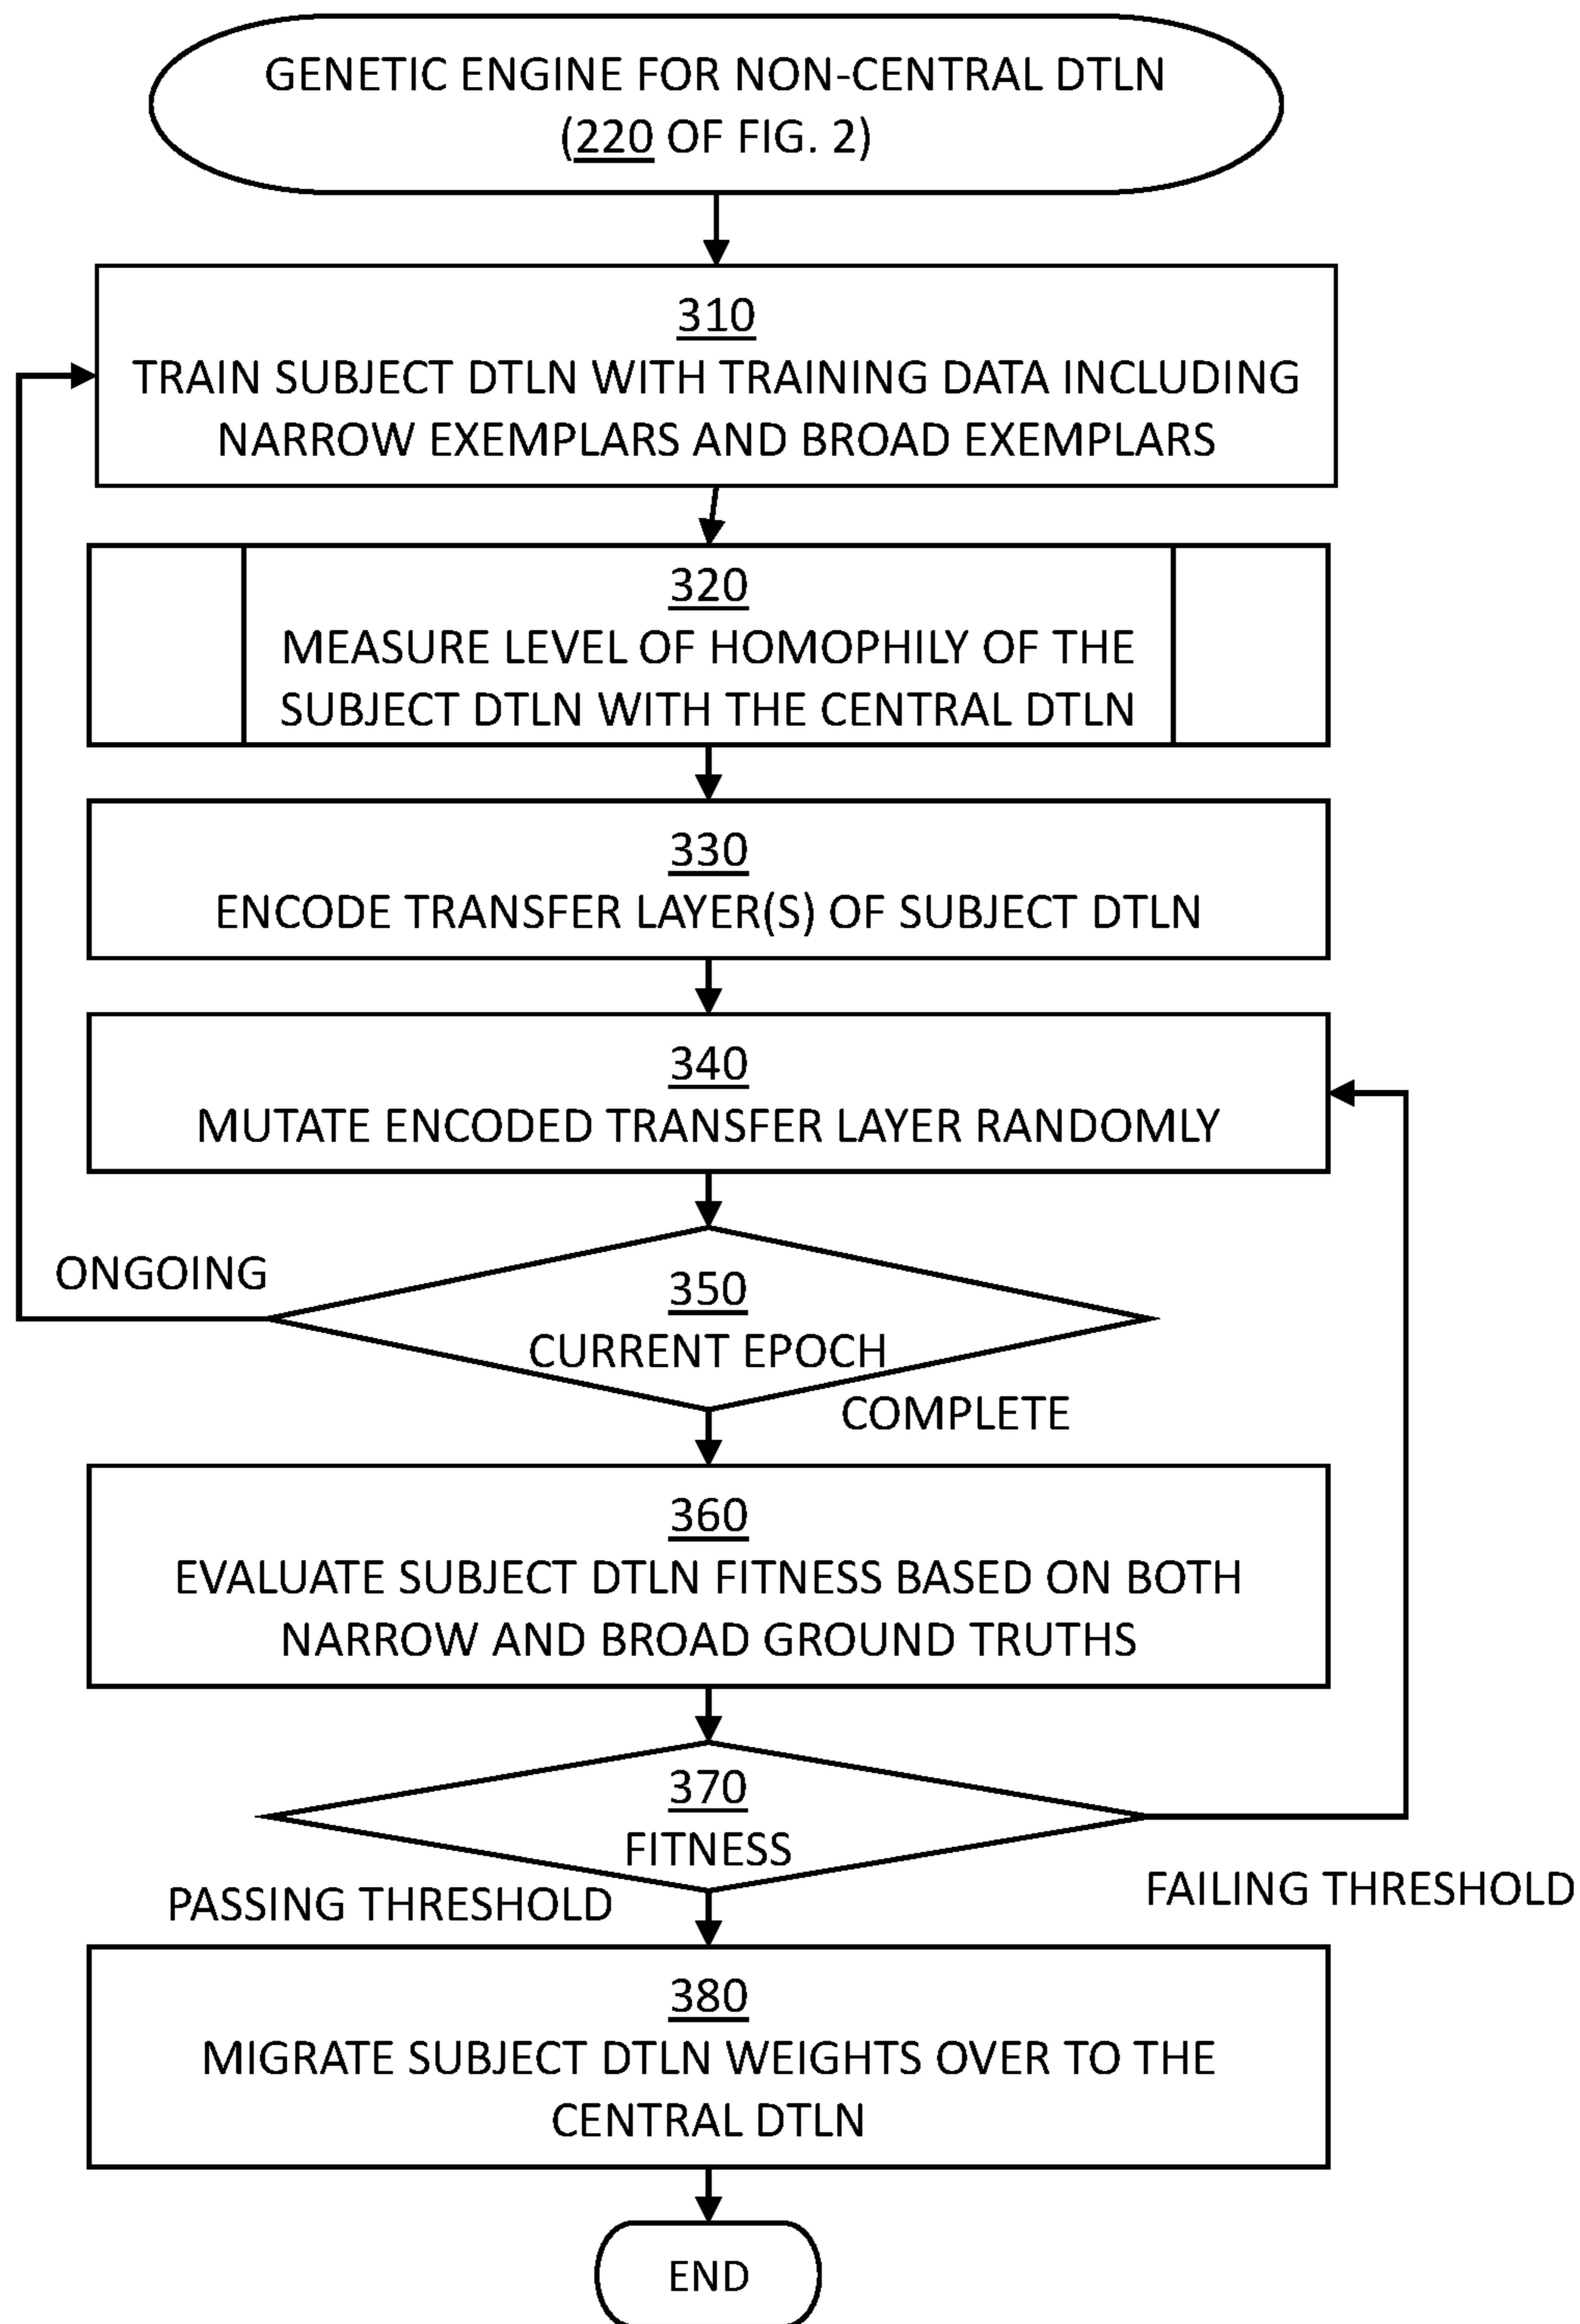 GENETIC ENGINE FOR NON-CENTRAL DTLN
(220 OF FIG. 2)
310
TRAIN SUBJECT DTLN WITH TRAINING DATA INCLUDING
NARROW EXEMPLARS AND BROAD EXEMPLARS
320
MEASURE LEVEL OF HOMOPHILY OF THE
SUBJECT DTLN WITH THE CENTRAL DTLN
330
ENCODE TRANSFER LAYER(S) OF SUBJECT DTLN
340
MUTATE ENCODED TRANSFER LAYER RANDOMLY
ONGOING
350
CURRENT EPOCH
COMPLETE
360
EVALUATE SUBJECT DTLN FITNESS BASED ON BOTH
NARROW AND BROAD GROUND TRUTHS
370
FITNESS
PASSING THRESHOLD
FAILING THRESHOLD
380
MIGRATE SUBJECT DTLN WEIGHTS OVER TO THE
CENTRAL DTLN
END